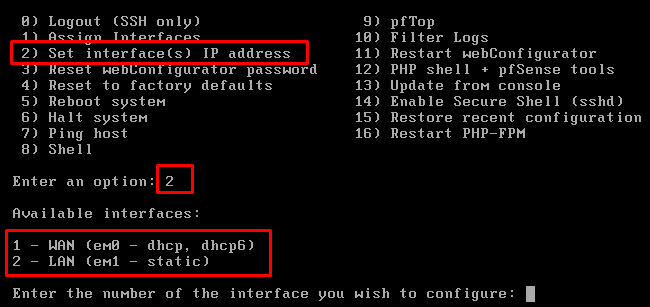 0) Logout (SSH only) 9) pfTop
1) Assign Interfaces 10) Filter Logs
2) Set interface(s) IP address 11) Restart webConfigurator
3) Reset webConfigurator password 12) PHP shell + pfSense tools
4) Reset to factory defaults 13) Update from console
5) Reboot system 14) Enable Secure Shell (sshd)
6) Halt system 15) Restore recent configuration
7) Ping host 16) Restart PHP-FPM
8) Shell
Enter an option: 2
Available interfaces:
1 - WAN (em0 - dhcp, dhcp6)
2 - LAN (em1 - static)
Enter the number of the interface you wish to configure: